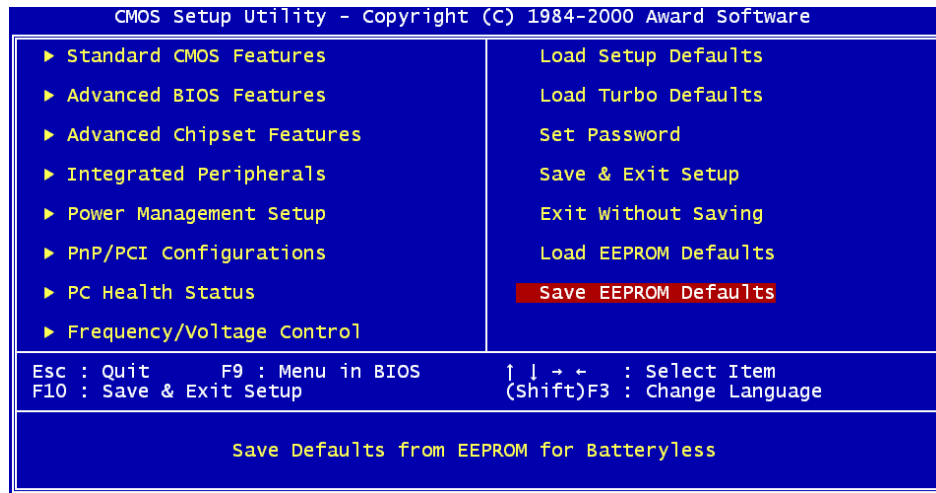 CMOS Setup Utility - Copyright (C) 1984-2000 Award Software
▶ Standard CMOS Features
▶ Advanced BIOS Features
▶ Advanced Chipset Features
▶ Integrated Peripherals
▶ Power Management Setup
▶ PnP/PCI Configurations
▶ PC Health Status
▶ Frequency/Voltage Control
Load Setup Defaults
Load Turbo Defaults
Set Password
Save & Exit Setup
Exit Without Saving
Load EEPROM Defaults
Save EEPROM Defaults
Esc : Quit F9 : Menu in BIOS ↑ ↓ → ← : Select Item
F10 : Save & Exit Setup (Shift)F3 : Change Language
Save Defaults from EEPROM for Batteryless